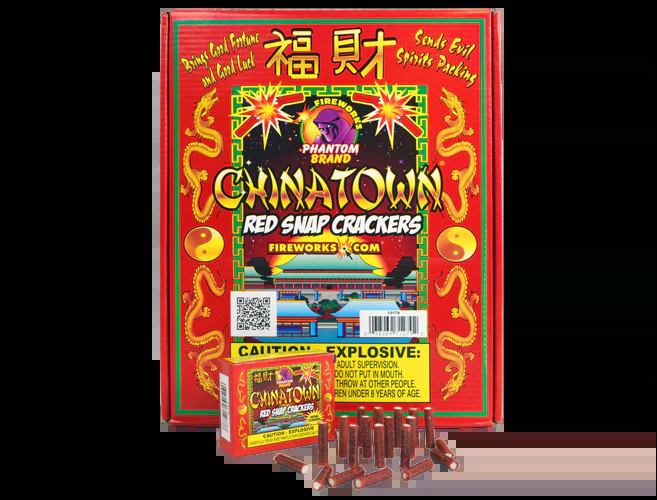 Brings Good Fortune
and Good Luck
福財
Sends Evil
Spirits Packing
FIREWORKS
PHANTOM
BRAND
CHINATOWN®
RED SNAP CRACKERS
FIREWORKS.COM
CAUTION - EXPLOSIVE:
ADULT SUPERVISION.
DO NOT PUT IN MOUTH.
THROW AT OTHER PEOPLE.
REN UNDER 8 YEARS OF AGE.
福財
PHANTOM
BRAND
CHINATOWN
RED SNAP CRACKERS
CAUTION - EXPLOSIVE